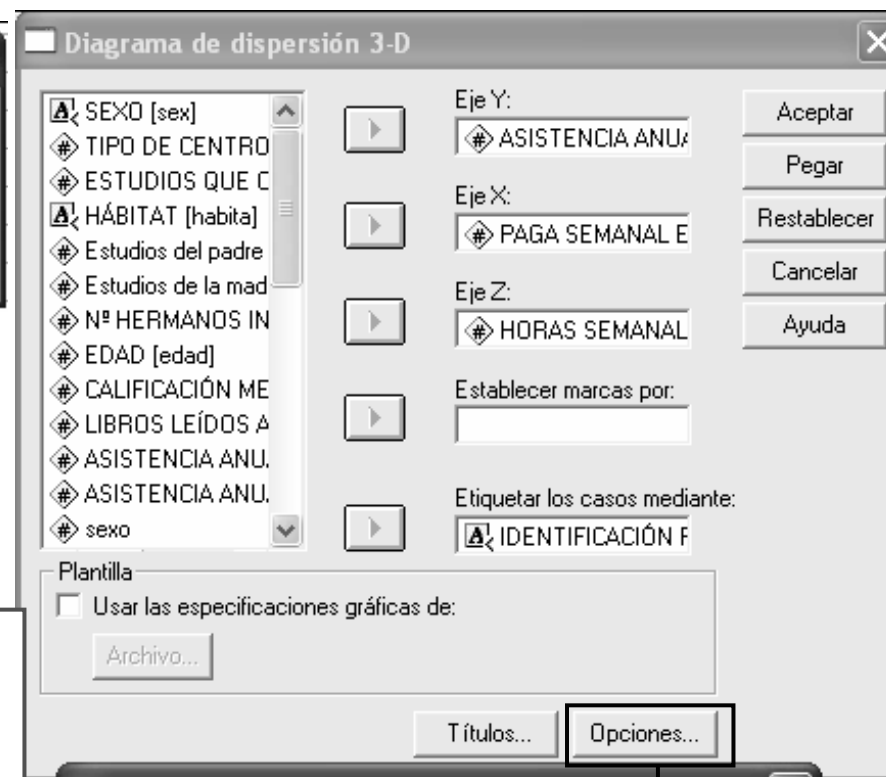 Diagrama de dispersión 3-D
SEXO [sex]
TIPO DE CENTRO
ESTUDIOS QUE C
HÁBITAT [habita]
Estudios del padre
Estudios de la mad
Nº HERMANOS IN
EDAD [edad]
CALIFICACIÓN ME
LIBROS LEÍDOS A
ASISTENCIA ANU.
ASISTENCIA ANU.
sexo
Eje Y:
ASISTENCIA ANUA
Eje X:
PAGA SEMANAL E
Eje Z:
HORAS SEMANAL
Establecer marcas por:
Etiquetar los casos mediante:
IDENTIFICACIÓN F
Aceptar
Pegar
Restablecer
Cancelar
Ayuda
Plantilla
Usar las especificaciones gráficas de:
Archivo...
Títulos...
Opciones...